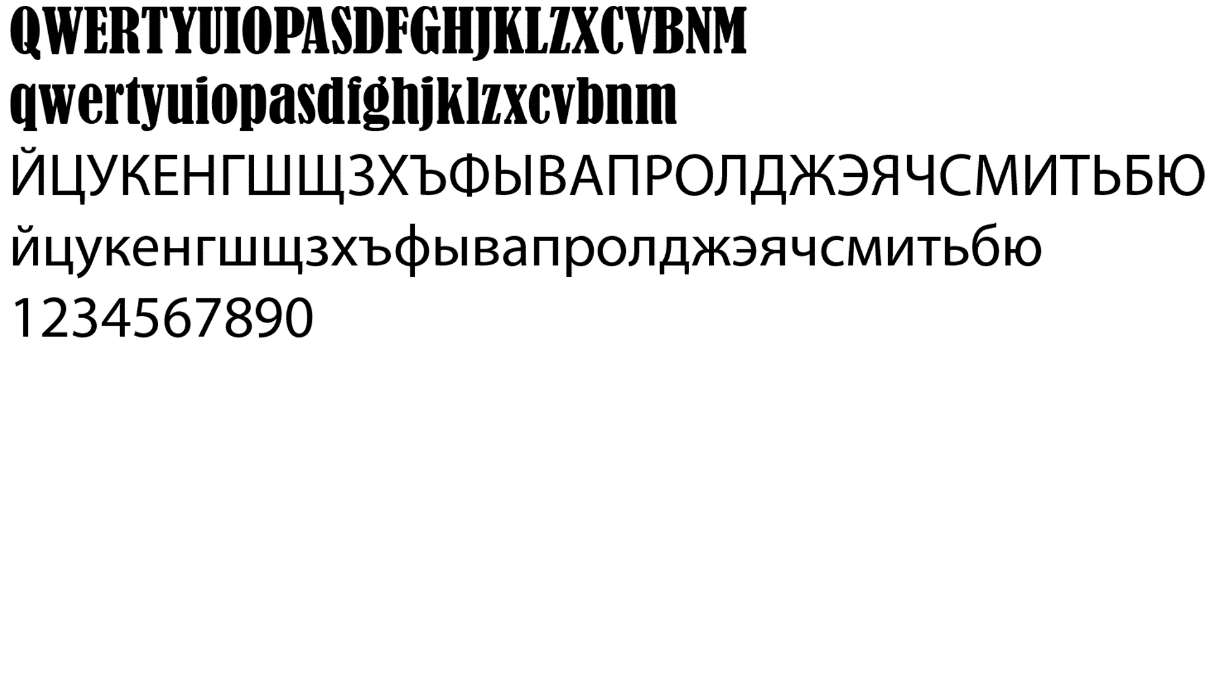 QWERTYUIOPASDFGHJKLZXCVBNM
qwertyuiopasdfghjklzxcvbnm
ЙЦУКЕНГШЩЗХЪФЫВАПРОЛДЖЭЯЧСМИТЬБЮ
йцукенгшщзхъфывапролджэячсмитьбю
1234567890